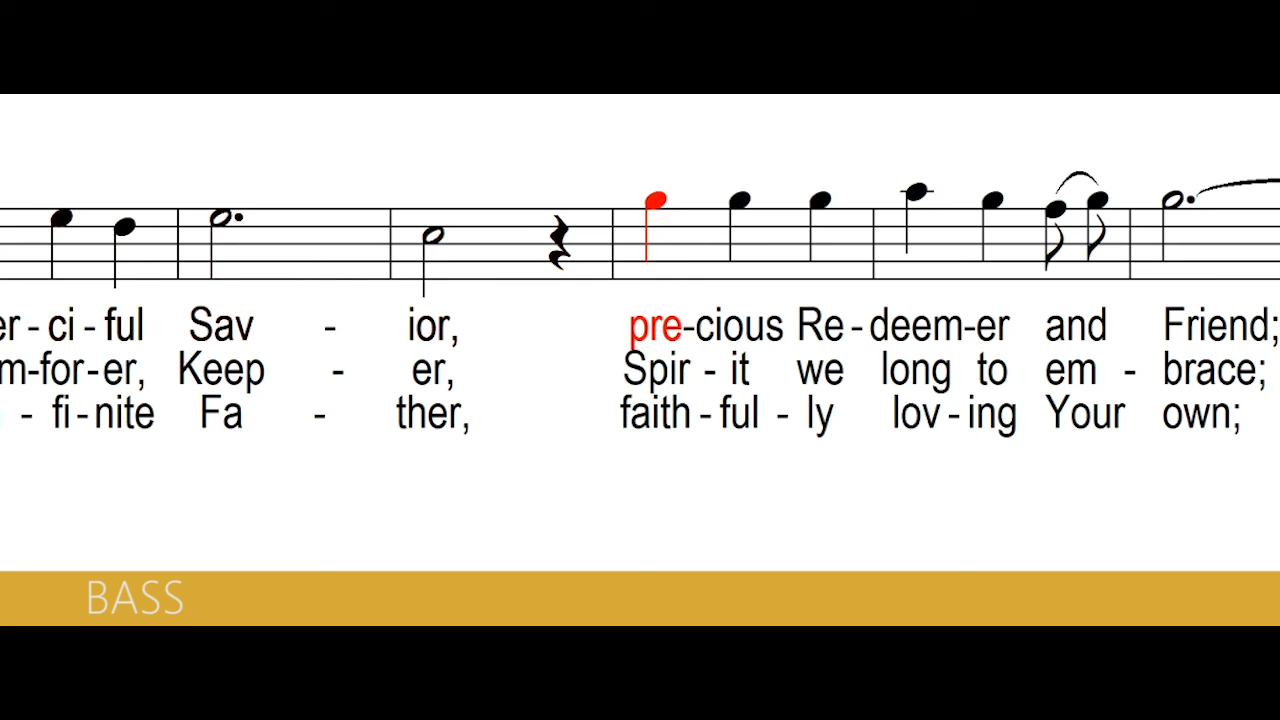 er - ci - ful Sav - ior, pre-cious Re - deem-er and Friend;
m-for-er, Keep - er, Spir - it we long to em - brace;
- fi - nite Fa - ther, faith - ful - ly lov - ing Your own;
BASS